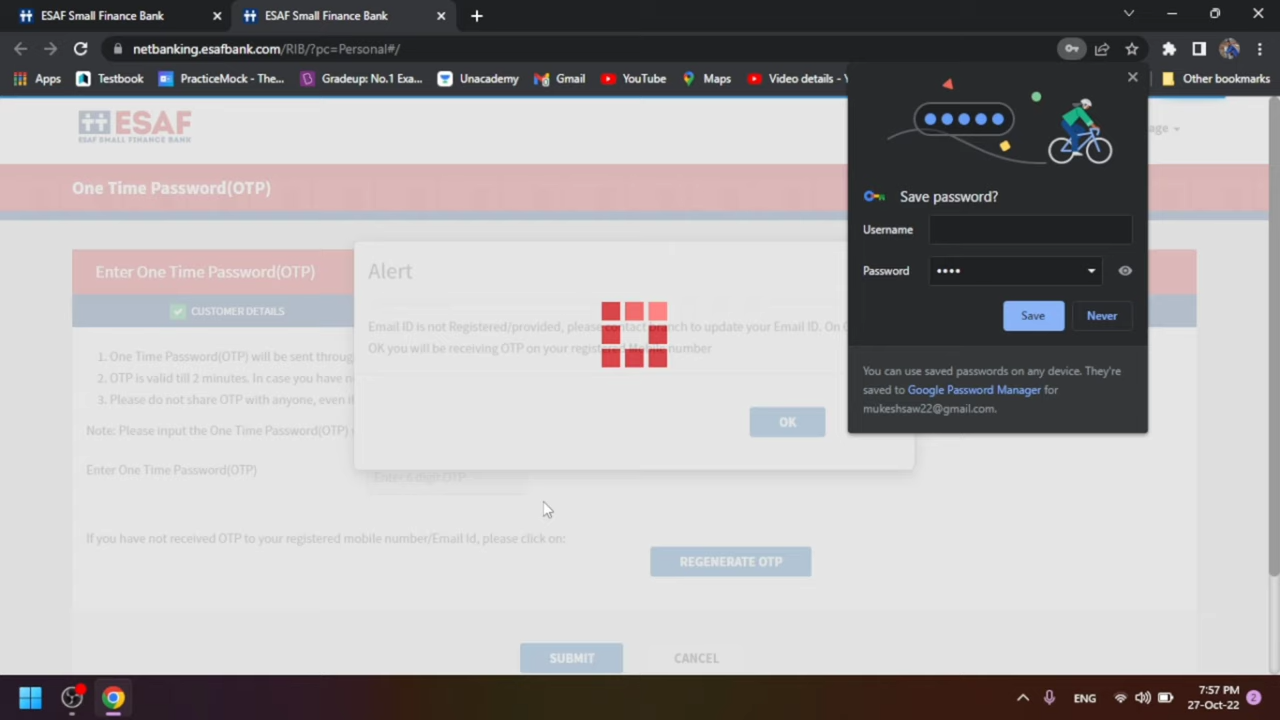 ESAF Small Finance Bank
ESAF Small Finance Bank
netbanking.esafbank.com/RIB/?pc=Personal#/
Apps
Testbook
PracticeMock - The...
Gradeup: No.1 Exa...
Unacademy
Gmail
YouTube
Maps
Video details - Y
Other bookmarks
ESAF
ESAF SMALL FINANCE BANK
age
One Time Password(OTP)
Save password?
Username
Password ••••
Save Never
You can use saved passwords on any device. They're
saved to Google Password Manager for
mukeshsaw22@gmail.com.
Enter One Time Password(OTP)
CUSTOMER DETAILS
Alert
Email ID is not Registered/provided, please contact branch to update your Email ID. On
OK you will be receiving OTP on your registered Mobile number
OK
1. One Time Password(OTP) will be sent throug
2. OTP is valid till 2 minutes. In case you have n
3. Please do not share OTP with anyone, even if
Note: Please input the One Time Password(OTP)
Enter One Time Password(OTP)
Enter 6 digit OTP
If you have not received OTP to your registered mobile number/Email Id, please click on:
REGENERATE OTP
SUBMIT CANCEL
ENG
7:57 PM
27-Oct-22
2